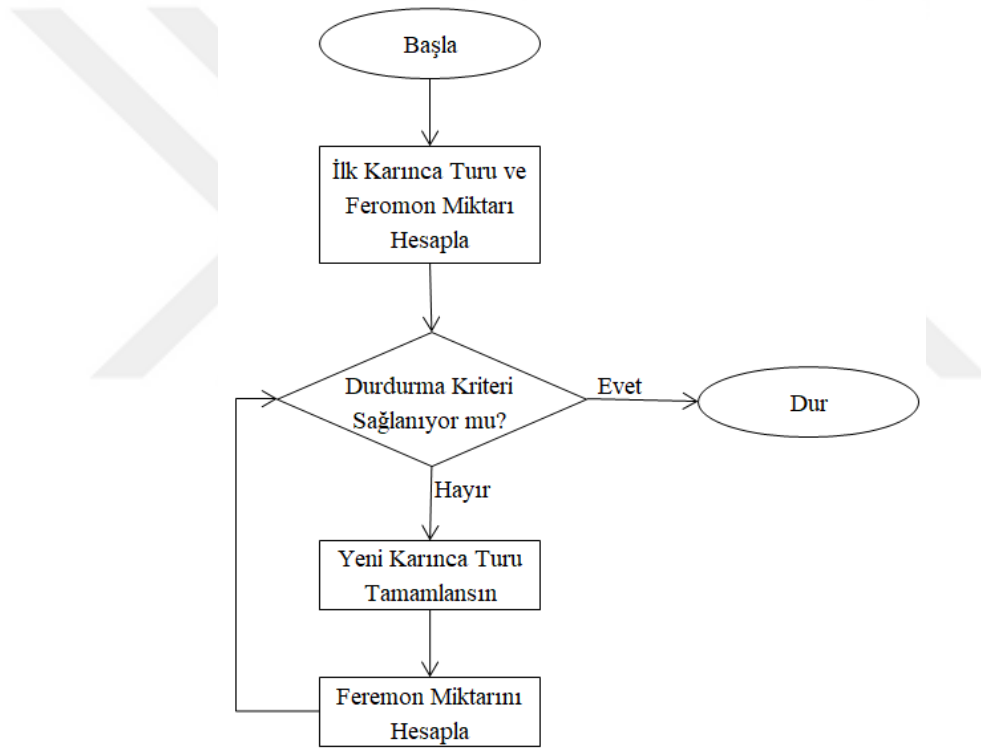 Başla
İlk Karınca Turu ve
Feromon Miktarı
Hesapla
Durdurma Kriteri
Sağlanıyor mu?
Evet
Dur
Hayır
Yeni Karınca Turu
Tamamlansın
Feremon Miktarını
Hesapla